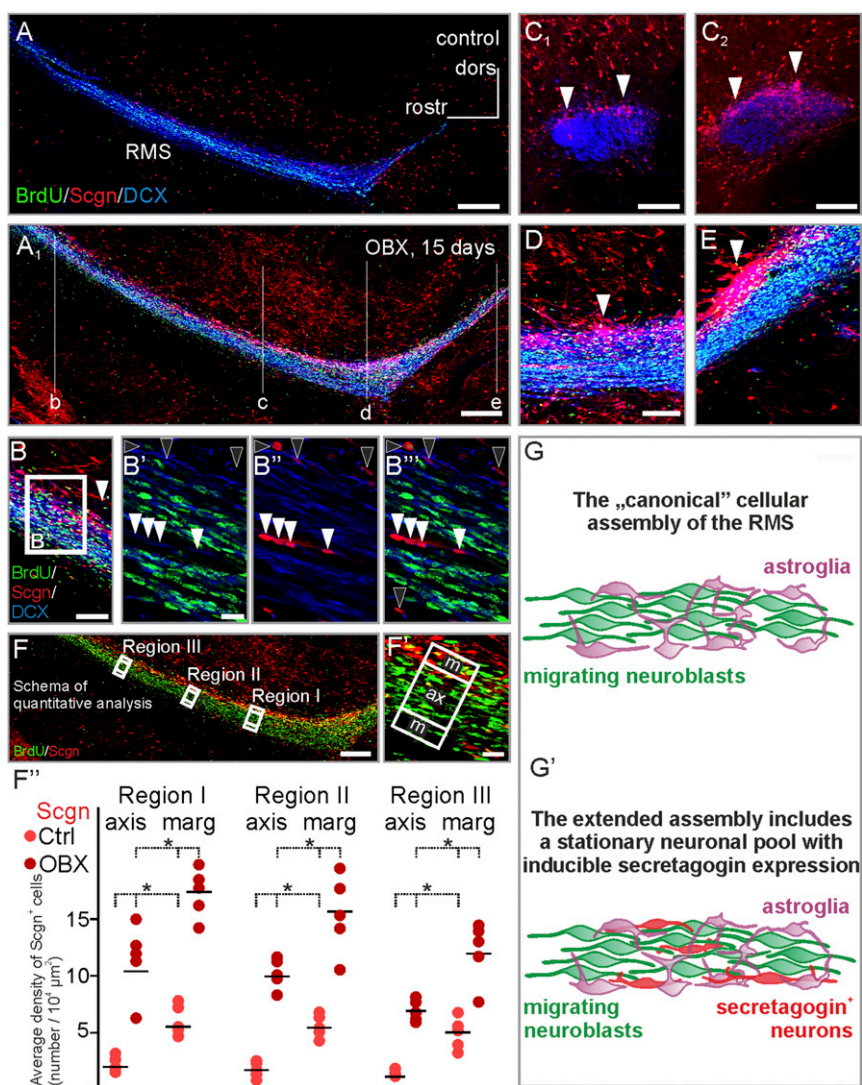 A
control
dors
rostr
RMS
BrdU/Scgn/DCX
C₁
C₂
A₁
OBX, 15 days
b
c
d
e
D
E
B
B'
BrdU/
Scgn/
DCX
B'
B''
B'''
F
Region III
Region II
Region I
Schema of
quantitative analysis
BrdU/Scgn
F'
m
ax
m
G
The „canonical” cellular
assembly of the RMS
astroglia
migrating neuroblasts
G'
The extended assembly includes
a stationary neuronal pool with
inducible secretagogin expression
astroglia
migrating
neuroblasts
secretagogin⁺
neurons
F''
Scgn
Ctrl
OBX
Region I
Region II
Region III
axis marg
axis marg
axis marg
* * *
* * *
15
10
5
Average density of Scgn⁺ cells
(number / 10⁴ µm²)